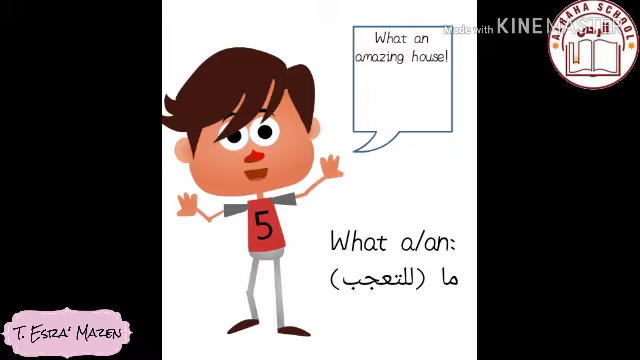 What an
amazing house!
Made with KINEMASTER
5
What a/an:
ما (للتعجب)
T. Esra' Mazen